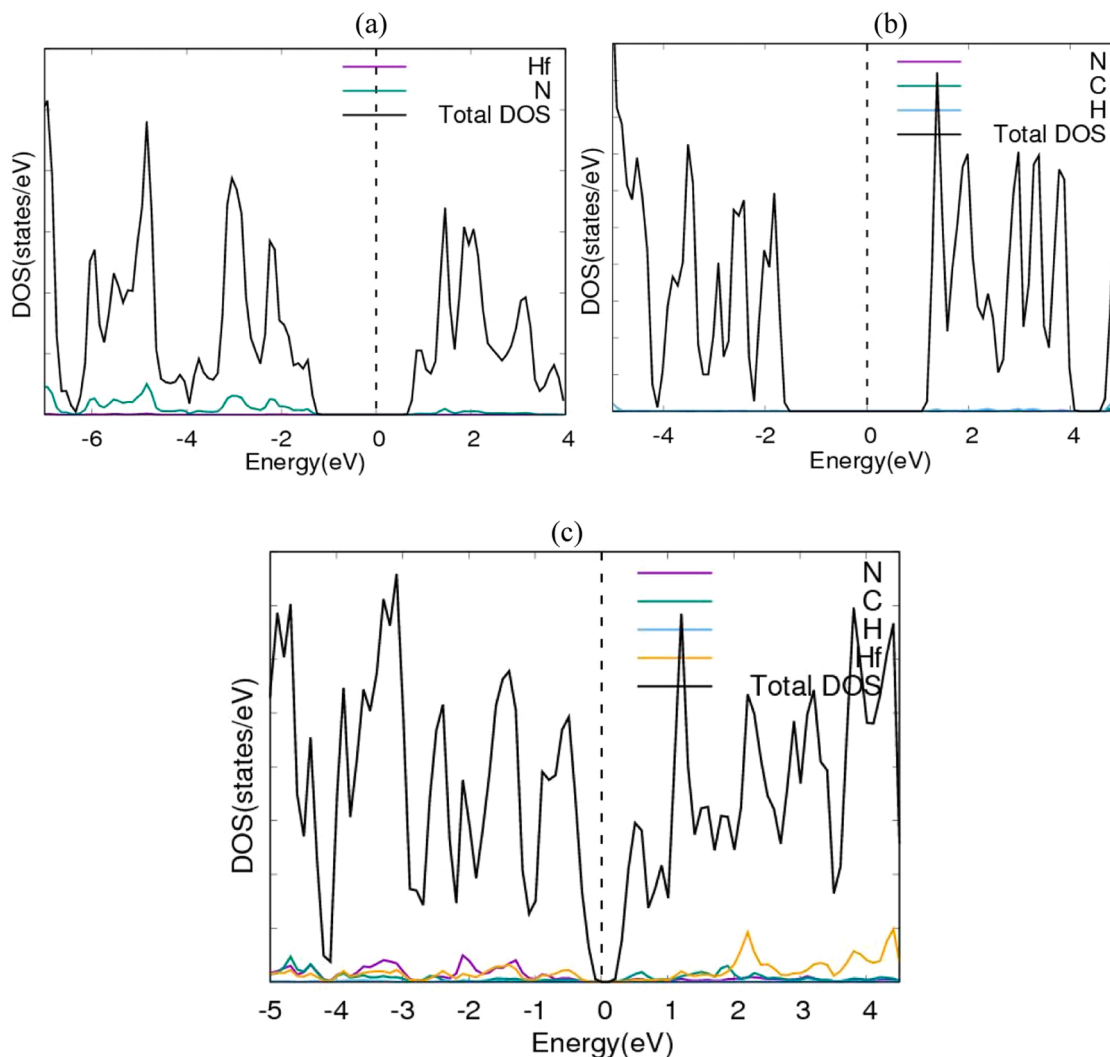 (a)
Hf
N
Total DOS
DOS(states/eV)
-6 -4 -2 0 2 4
Energy(eV)
(b)
N
C
H
Total DOS
DOS(states/eV)
-4 -2 0 2 4
Energy(eV)
(c)
N
C
H
Hf
Total DOS
DOS(states/eV)
-5 -4 -3 -2 -1 0 1 2 3 4
Energy(eV)